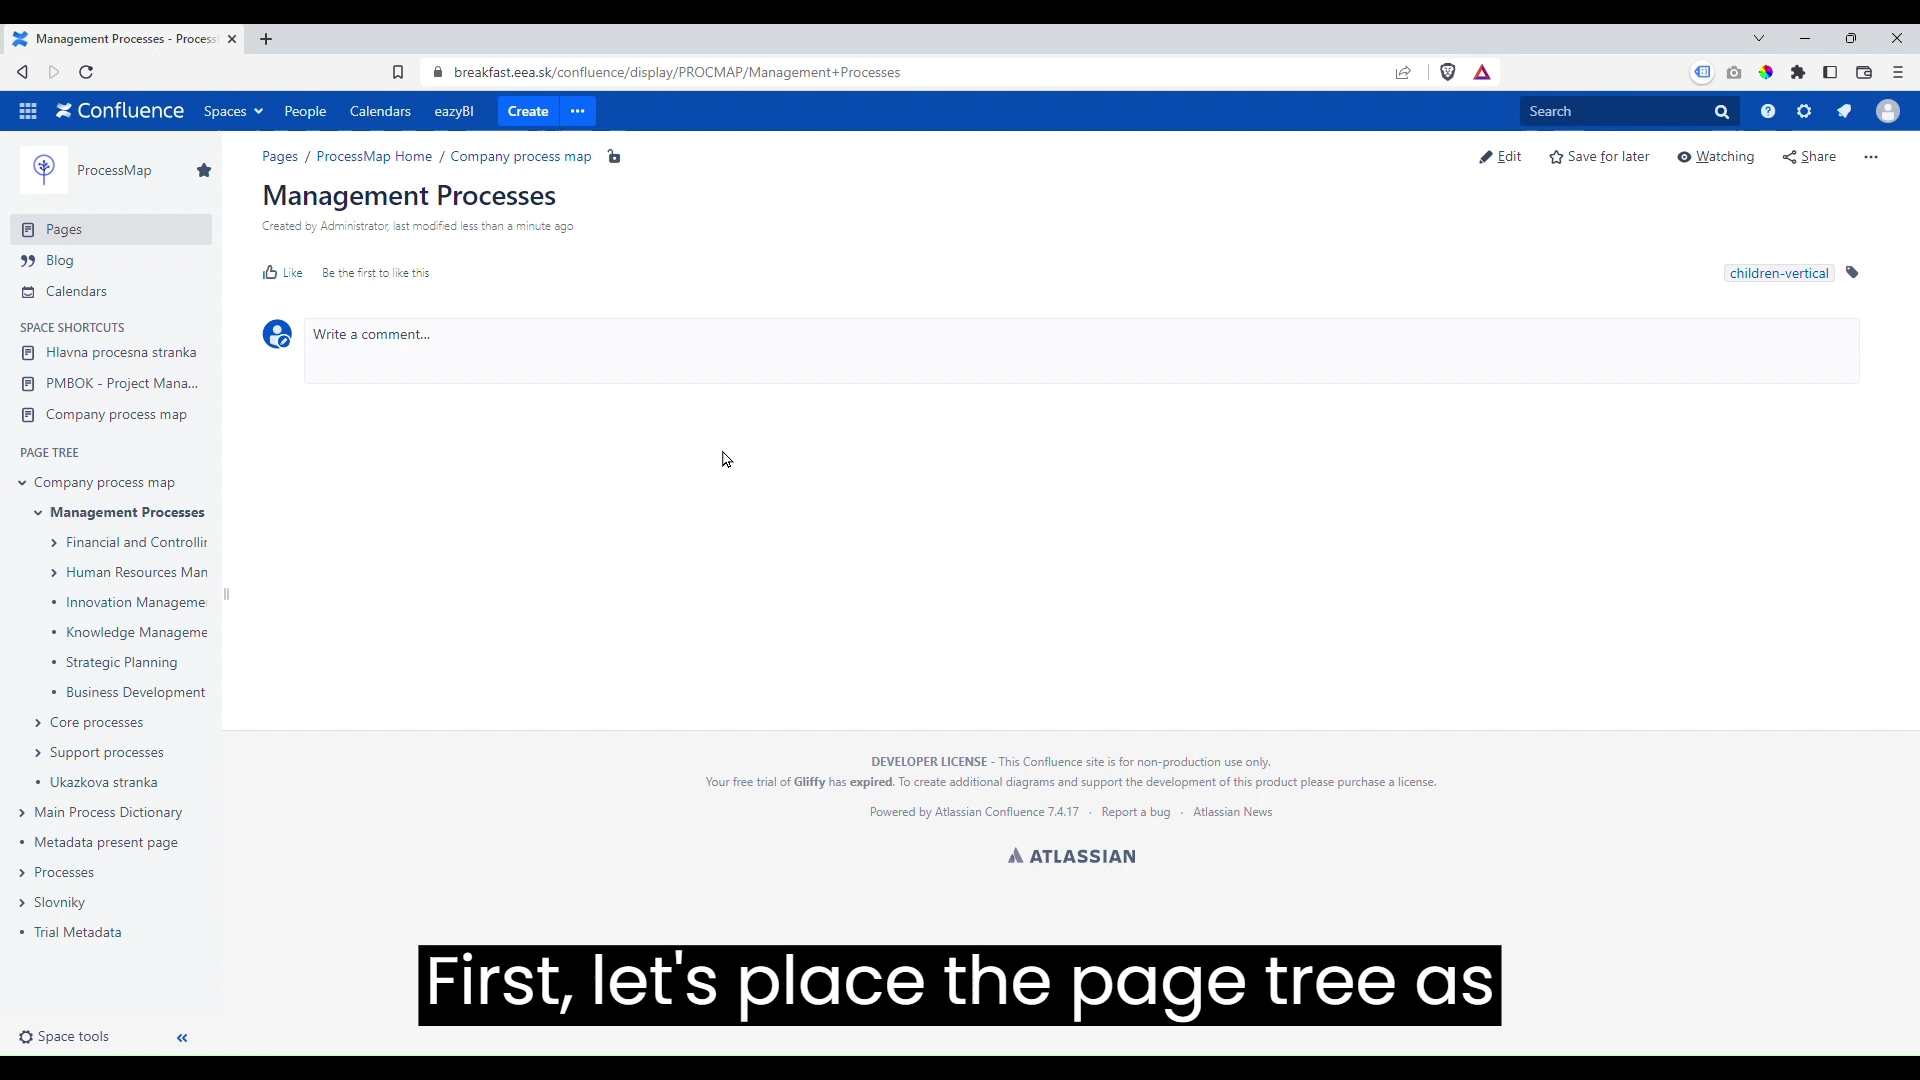 Management Processes - Process
breakfast.eea.sk/confluence/display/PROCMAP/Management+Processes
Confluence Spaces People Calendars eazyBI Create ••• Search
ProcessMap
Pages
Blog
Calendars
SPACE SHORTCUTS
Hlavna procesna stranka
PMBOK - Project Mana...
Company process map
PAGE TREE
Company process map
Management Processes
Financial and Controllin
Human Resources Man
Innovation Manageme
Knowledge Manageme
Strategic Planning
Business Development
Core processes
Support processes
Ukazkova stranka
Main Process Dictionary
Metadata present page
Processes
Slovniky
Trial Metadata
Space tools
Pages / ProcessMap Home / Company process map
Edit Save for later Watching Share •••
Management Processes
Created by Administrator, last modified less than a minute ago
Like Be the first to like this
children-vertical
Write a comment...
DEVELOPER LICENSE - This Confluence site is for non-production use only.
Your free trial of Gliffy has expired. To create additional diagrams and support the development of this product please purchase a license.
Powered by Atlassian Confluence 7.4.17 · Report a bug · Atlassian News
ATLASSIAN
First, let's place the page tree as